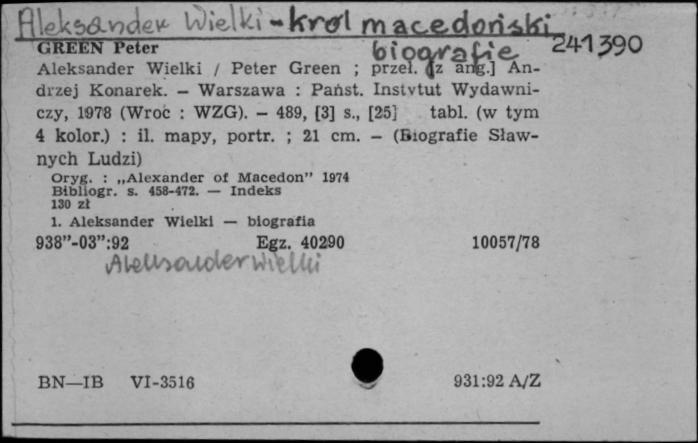 Aleksander Wielki - król macedoński
GREEN Peter biografie 241390
Aleksander Wielki / Peter Green ; przeł. [z ang.] An-
drzej Konarek. — Warszawa : Państ. Instytut Wydawni-
czy, 1978 (Wroc : WZG). — 489, [3] s., [25] tabl. (w tym
4 kolor.) : il. mapy, portr. ; 21 cm. — (Biografie Sław-
nych Ludzi)
Oryg. : „Alexander of Macedon” 1974
Bibliogr. s. 458-472. — Indeks
130 zł
1. Aleksander Wielki — biografia
938”-03”:92 Egz. 40290 10057/78
Aleksander Wielki
BN—IB VI-3516 931:92 A/Z